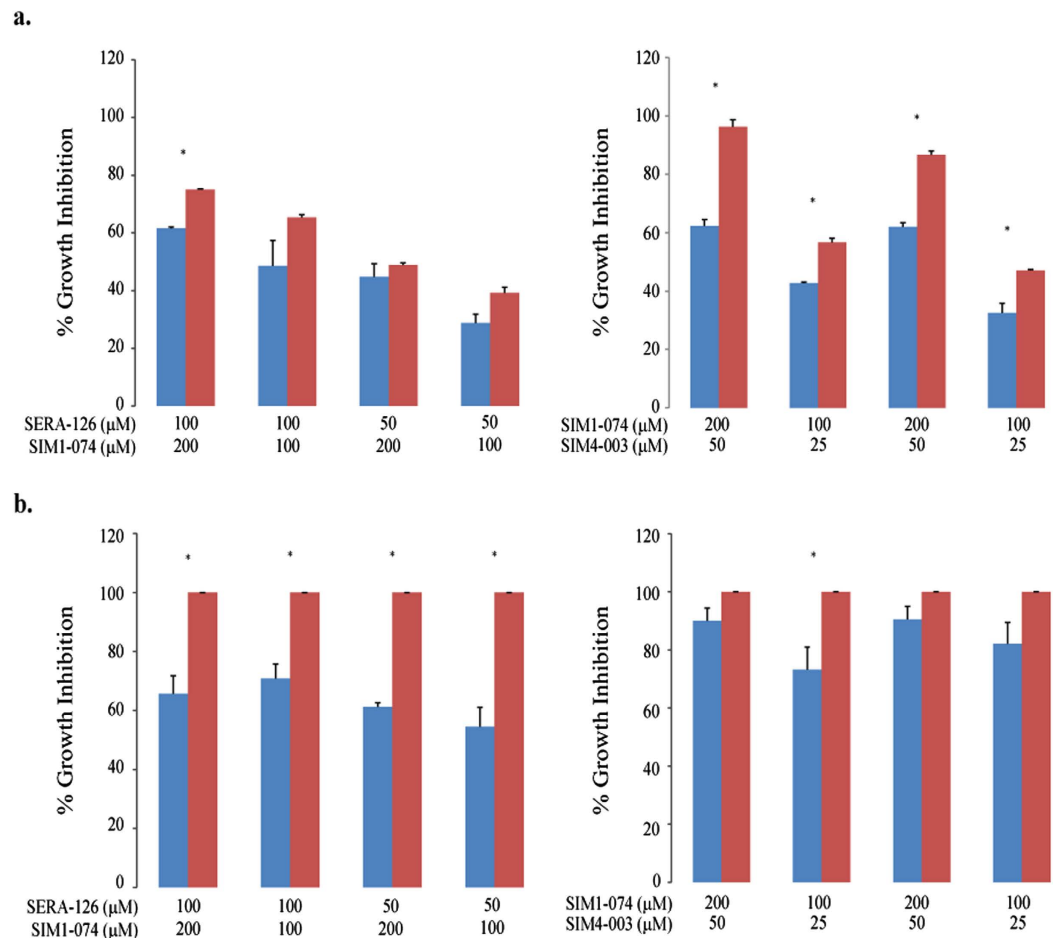 a.
120
100
80
60
40
20
0
% Growth Inhibition
*
SERA-126 (μM) 100 100 50 50
SIM1-074 (μM) 200 100 200 100
120
100
80
60
40
20
0
% Growth Inhibition
* * * *
SIM1-074 (μM) 200 100 200 100
SIM4-003 (μM) 50 25 50 25
b.
120
100
80
60
40
20
0
% Growth Inhibition
* * * *
SERA-126 (μM) 100 100 50 50
SIM1-074 (μM) 200 100 200 100
120
100
80
60
40
20
0
% Growth Inhibition
*
SIM1-074 (μM) 200 100 200 100
SIM4-003 (μM) 50 25 50 25